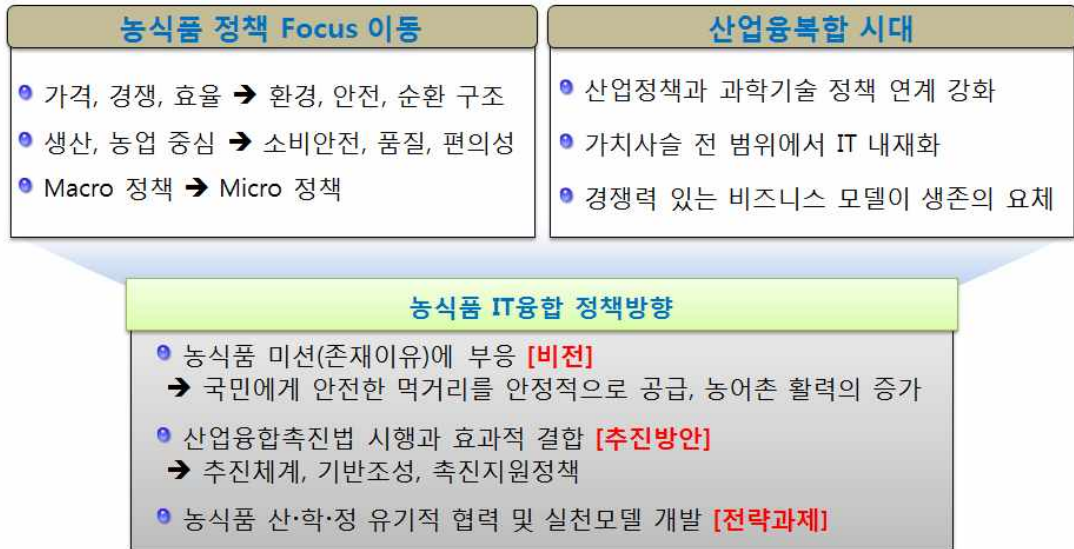 농식품 정책 Focus 이동
가격, 경쟁, 효율 ➔ 환경, 안전, 순환 구조
생산, 농업 중심 ➔ 소비안전, 품질, 편의성
Macro 정책 ➔ Micro 정책
산업융복합 시대
산업정책과 과학기술 정책 연계 강화
가치사슬 전 범위에서 IT 내재화
경쟁력 있는 비즈니스 모델이 생존의 요체
농식품 IT융합 정책방향
농식품 미션(존재이유)에 부응 [비전]
➔ 국민에게 안전한 먹거리를 안정적으로 공급, 농어촌 활력의 증가
산업융합촉진법 시행과 효과적 결합 [추진방안]
➔ 추진체계, 기반조성, 촉진지원정책
농식품 산·학·정 유기적 협력 및 실천모델 개발 [전략과제]